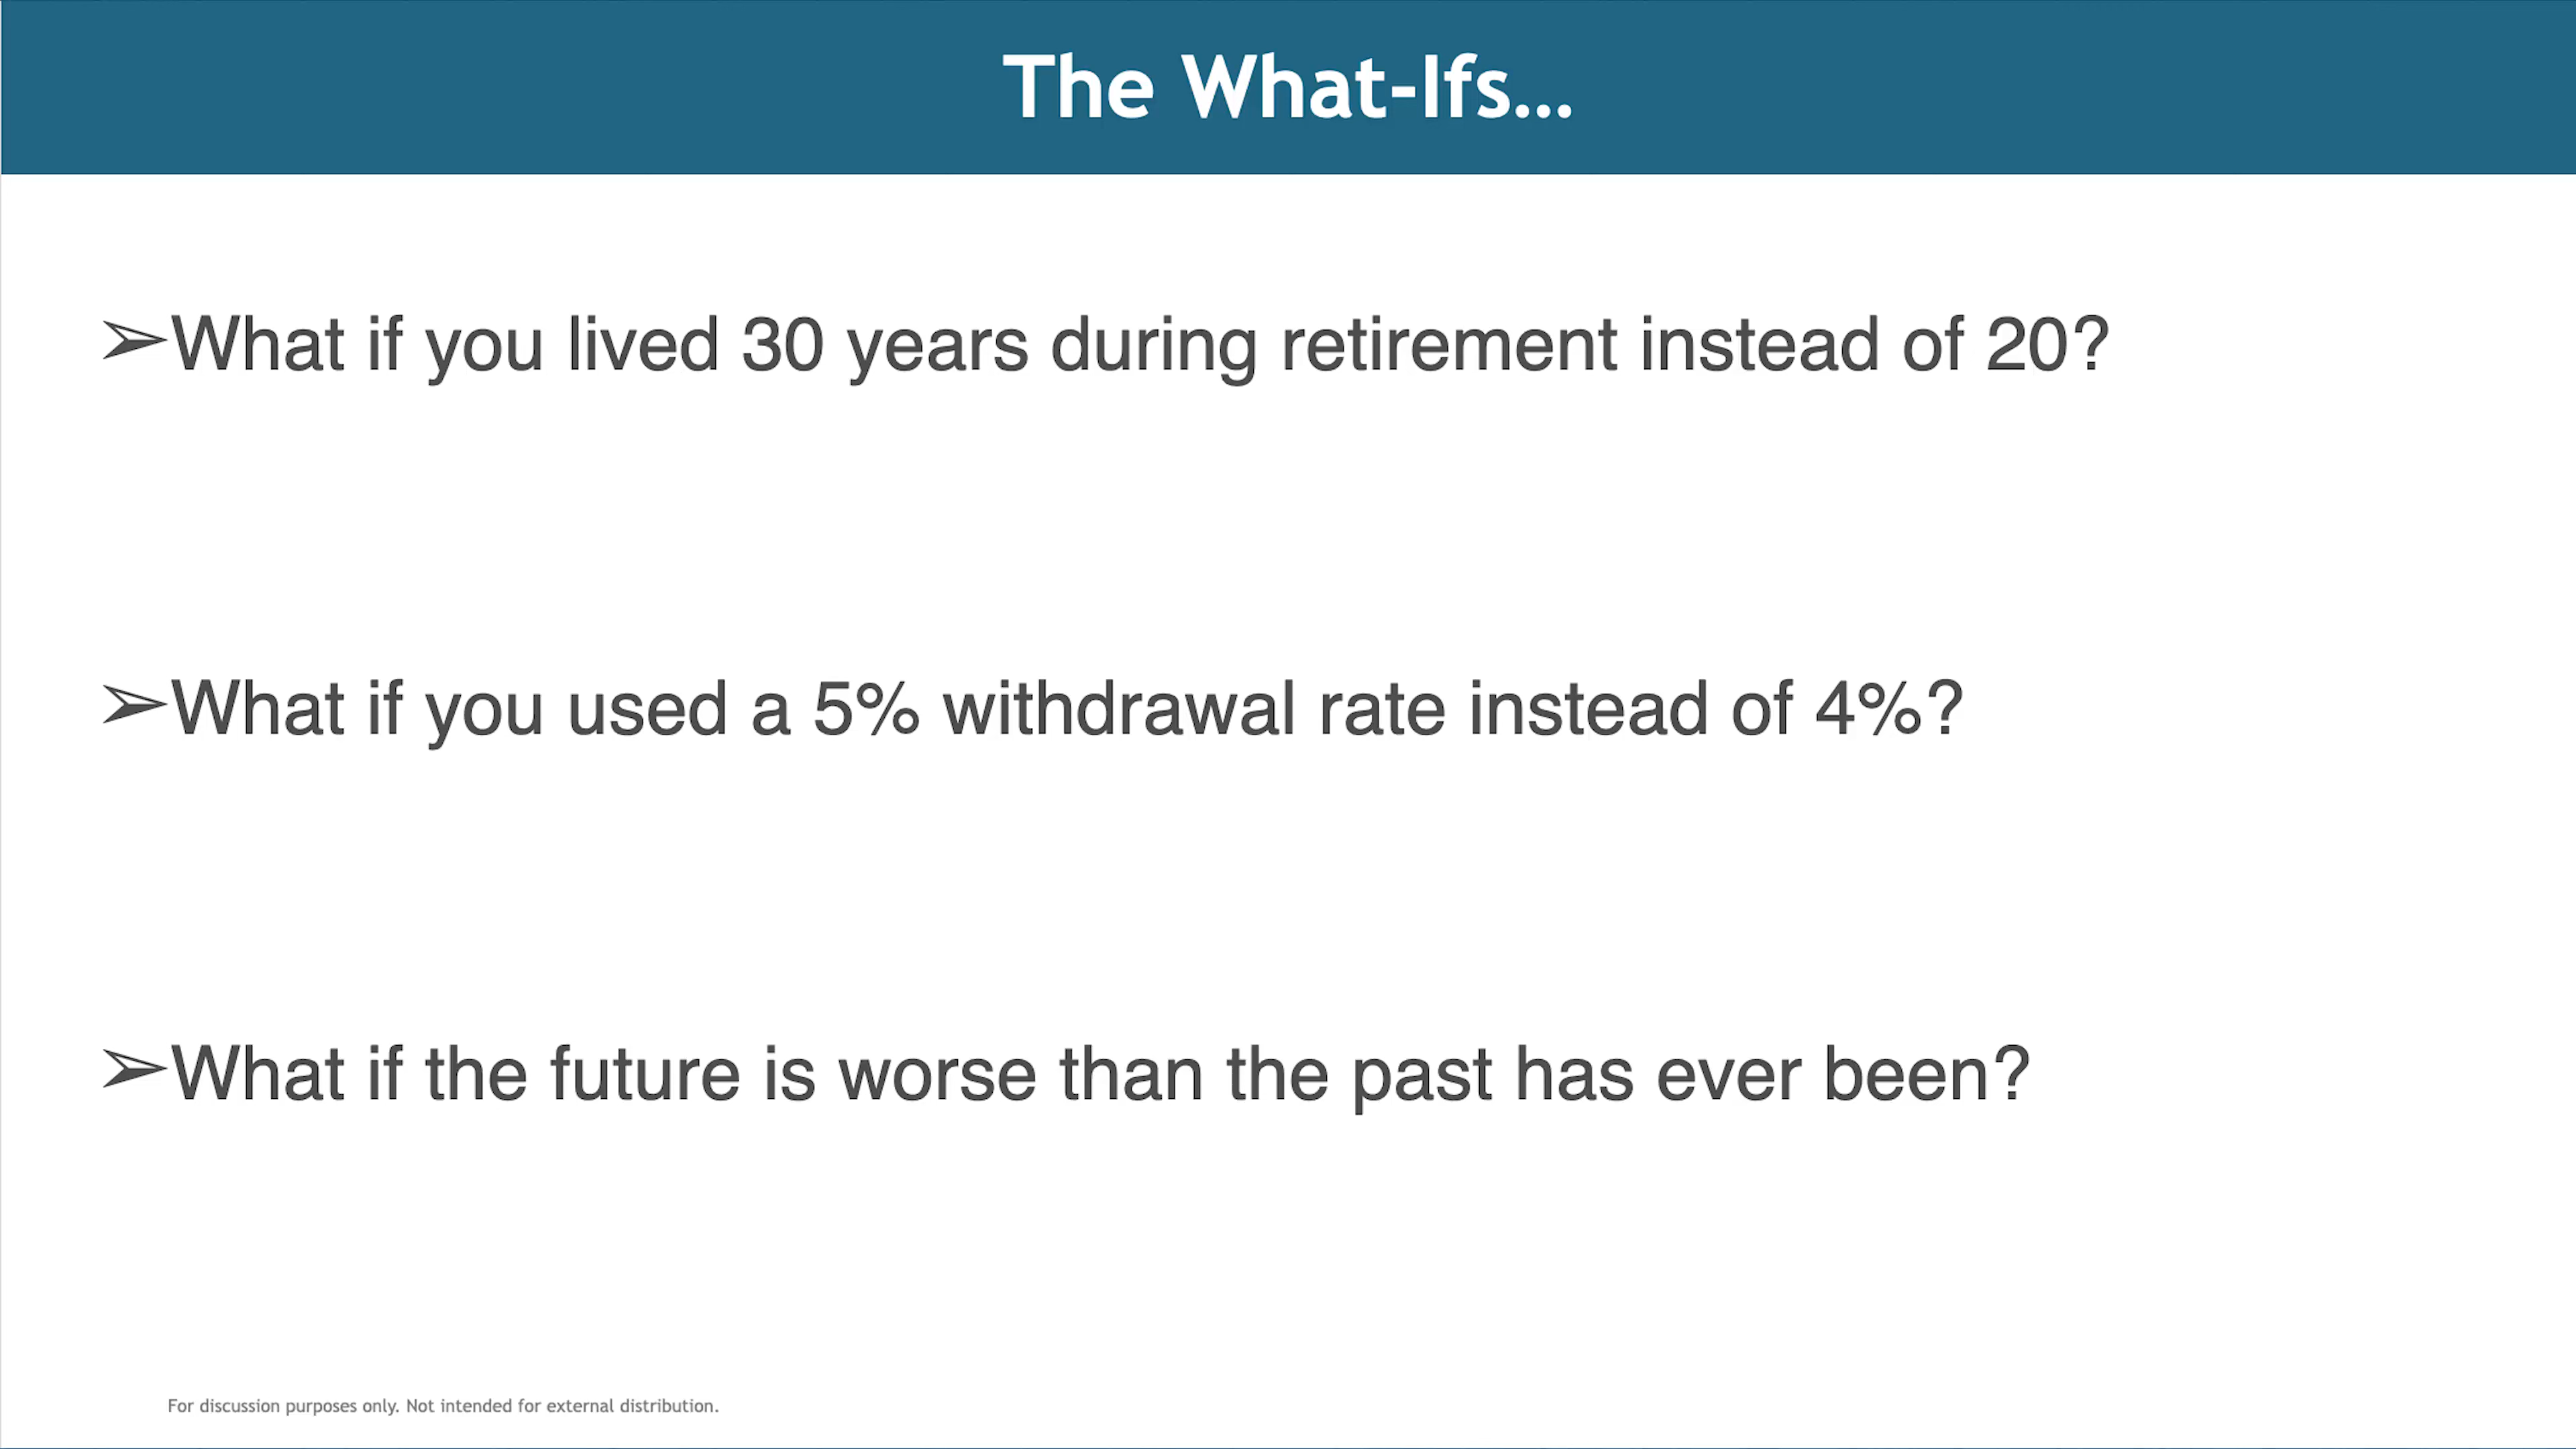 The What-Ifs...
➢What if you lived 30 years during retirement instead of 20?
➢What if you used a 5% withdrawal rate instead of 4%?
➢What if the future is worse than the past has ever been?
For discussion purposes only. Not intended for external distribution.